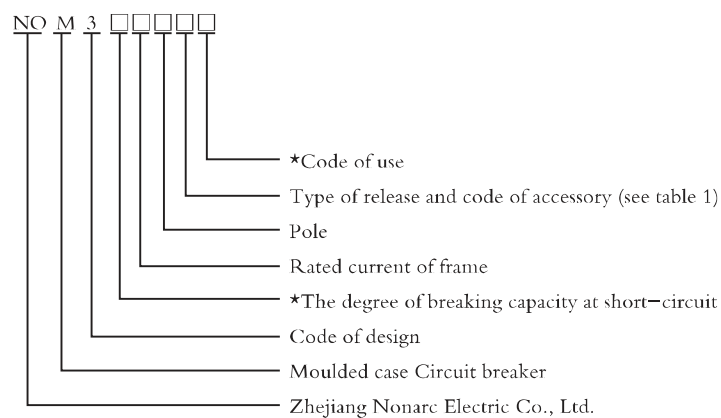 NO M 3 □□□□□
★Code of use
Type of release and code of accessory (see table 1)
Pole
Rated current of frame
★The degree of breaking capacity at short-circuit
Code of design
Moulded case Circuit breaker
Zhejiang Nonarc Electric Co., Ltd.